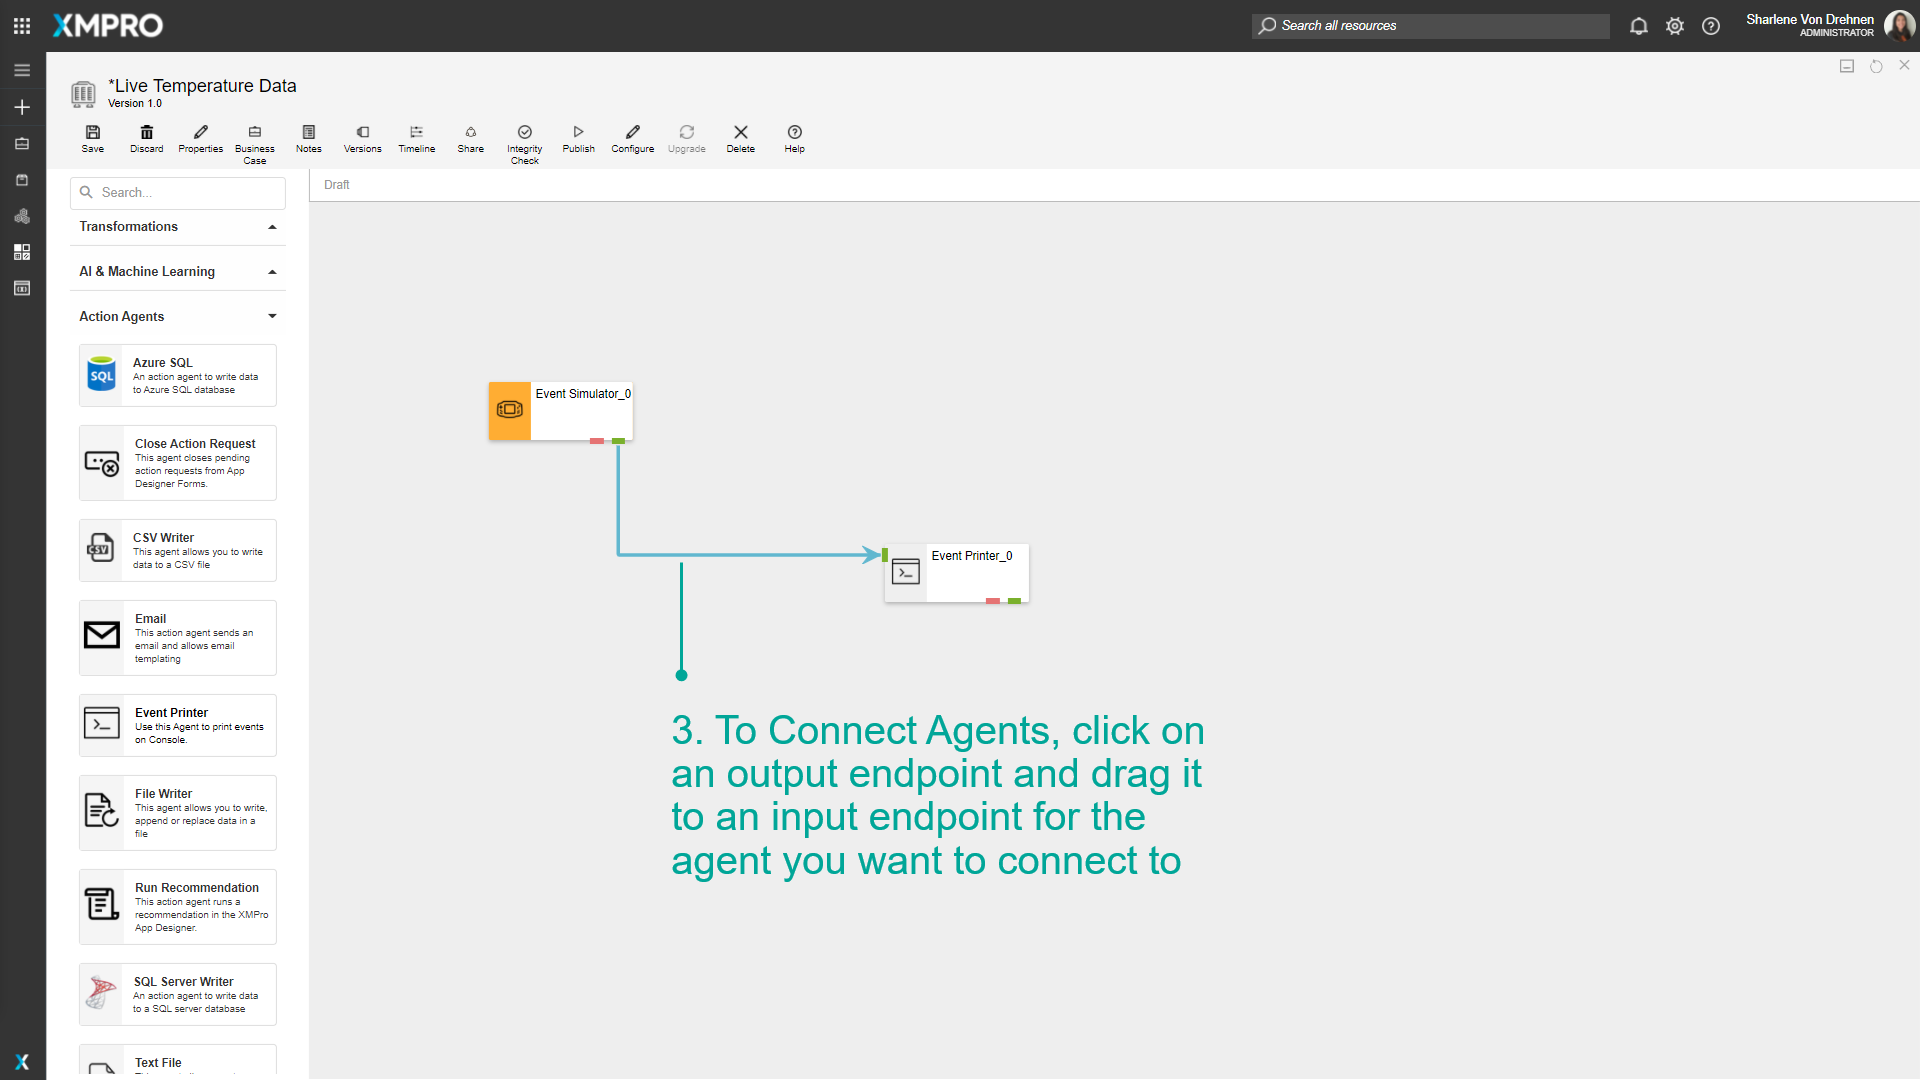 XMPRO
Search all resources
Sharlene Von Drehnen
ADMINISTRATOR
*Live Temperature Data
Version 1.0
Save
Discard
Properties
Business
Case
Notes
Versions
Timeline
Share
Integrity
Check
Publish
Configure
Upgrade
Delete
Help
Search...
Draft
Transformations
AI & Machine Learning
Action Agents
SQL
Azure SQL
An action agent to write data
to Azure SQL database
Close Action Request
This agent closes pending
action requests from App
Designer Forms.
CSV
CSV Writer
This agent allows you to write
data to a CSV file
Email
This action agent sends an
email and allows email
templating
Event Printer
Use this Agent to print events
on Console.
File Writer
This agent allows you to write,
append or replace data in a
file
Run Recommendation
This action agent runs a
recommendation in the XMPro
App Designer.
SQL Server Writer
An action agent to write data
to a SQL server database
Text File
Event Simulator_0
Event Printer_0
3. To Connect Agents, click on
an output endpoint and drag it
to an input endpoint for the
agent you want to connect to